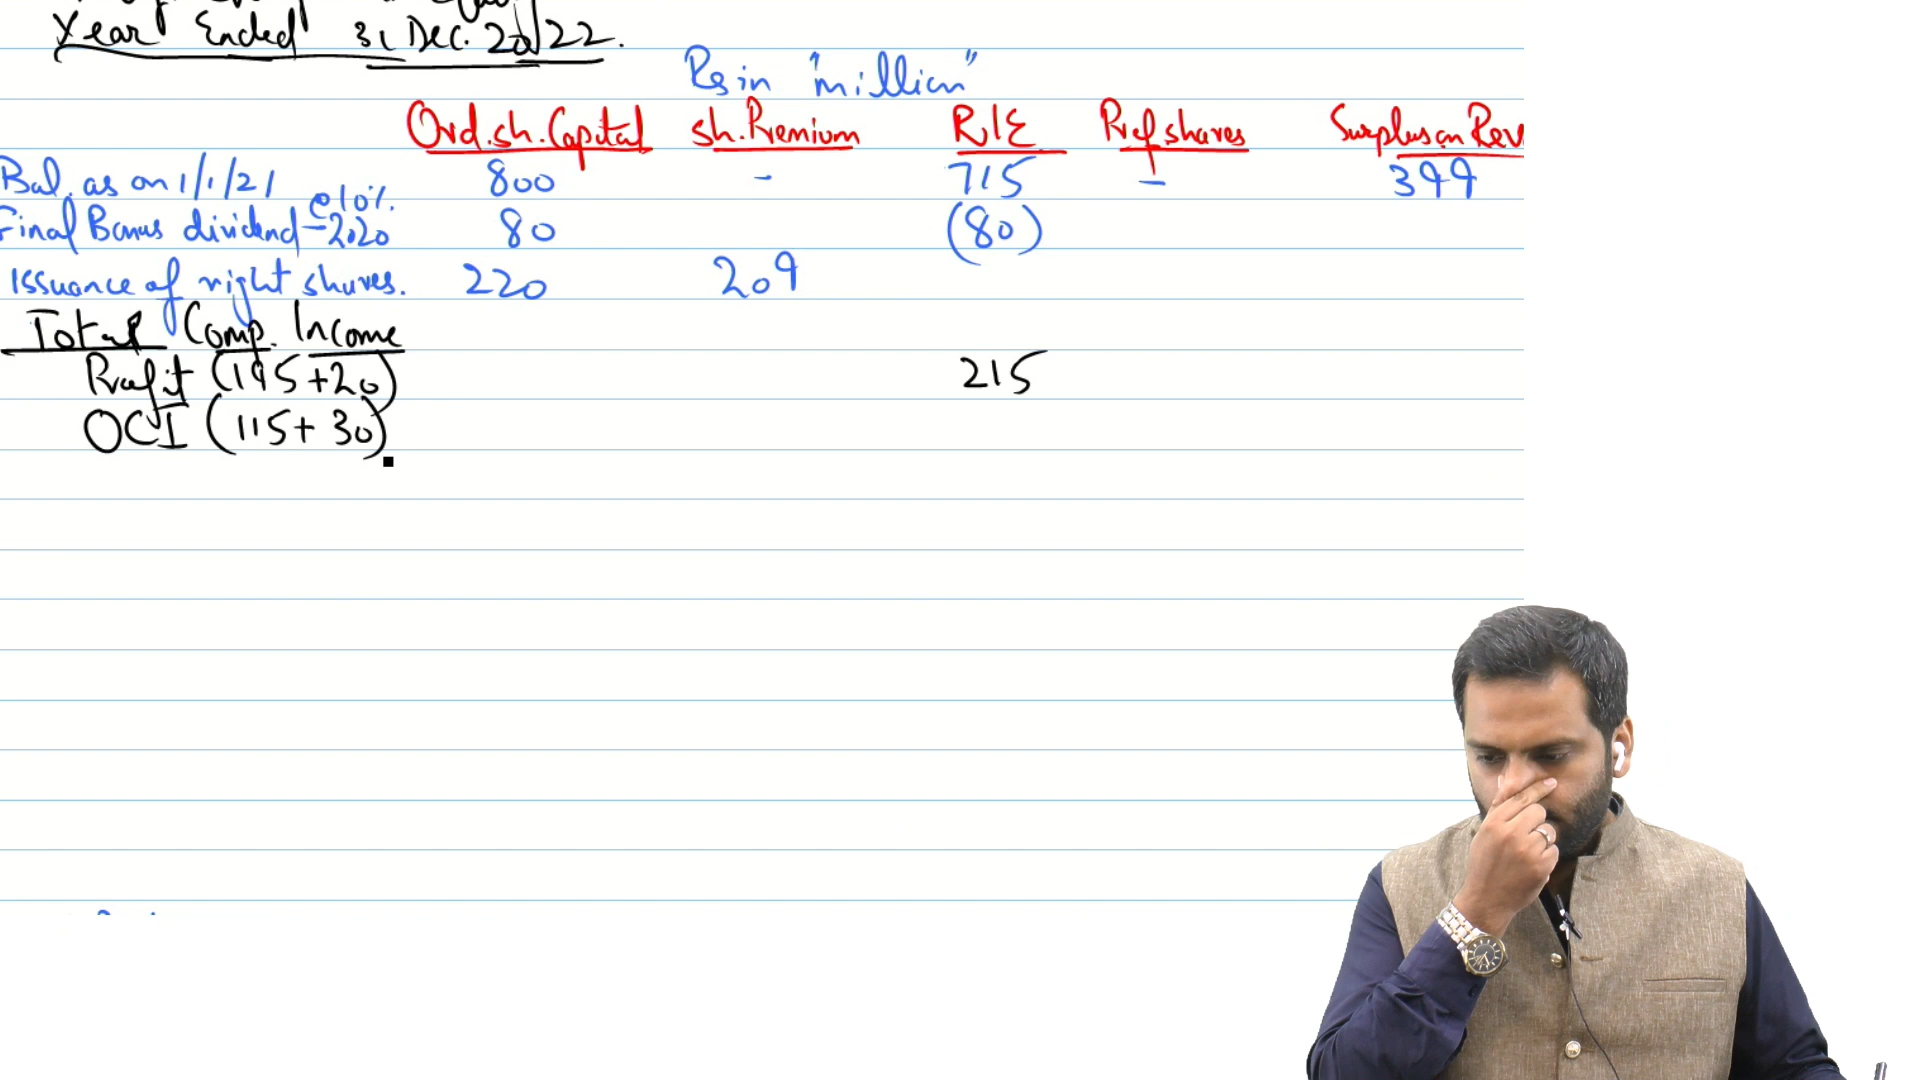 Year Ended 31 Dec. 2022.
Rs in "million"
Ord.sh.Capital sh.Premium R/E Pref shares Surplus on Rev
Bal. as on 1/1/21 800 - 715 - 399
Final Bonus dividend - 2020 @10%. 80 (80)
Issuance of right shares. 220 209
Total Comp. Income
Profit (195+20) 215
OCI (115+30)